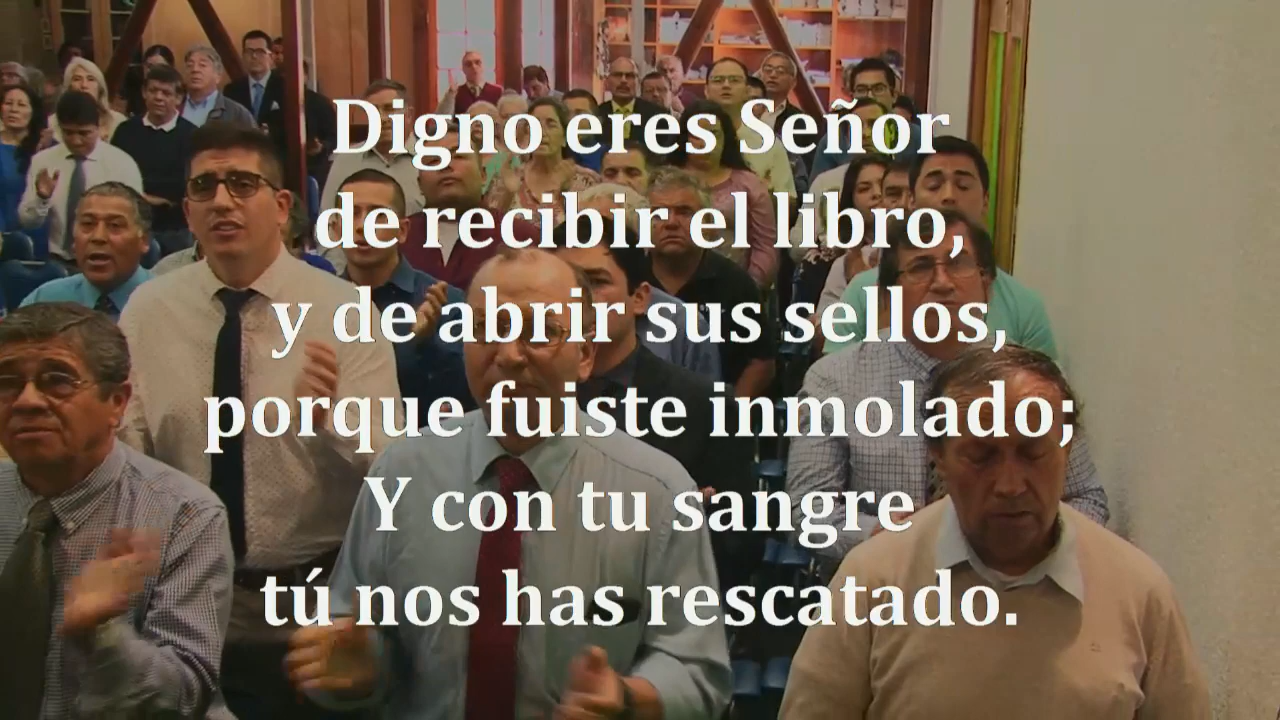 Digno eres Señor
de recibir el libro,
y de abrir sus sellos,
porque fuiste inmolado;
Y con tu sangre
tú nos has rescatado.